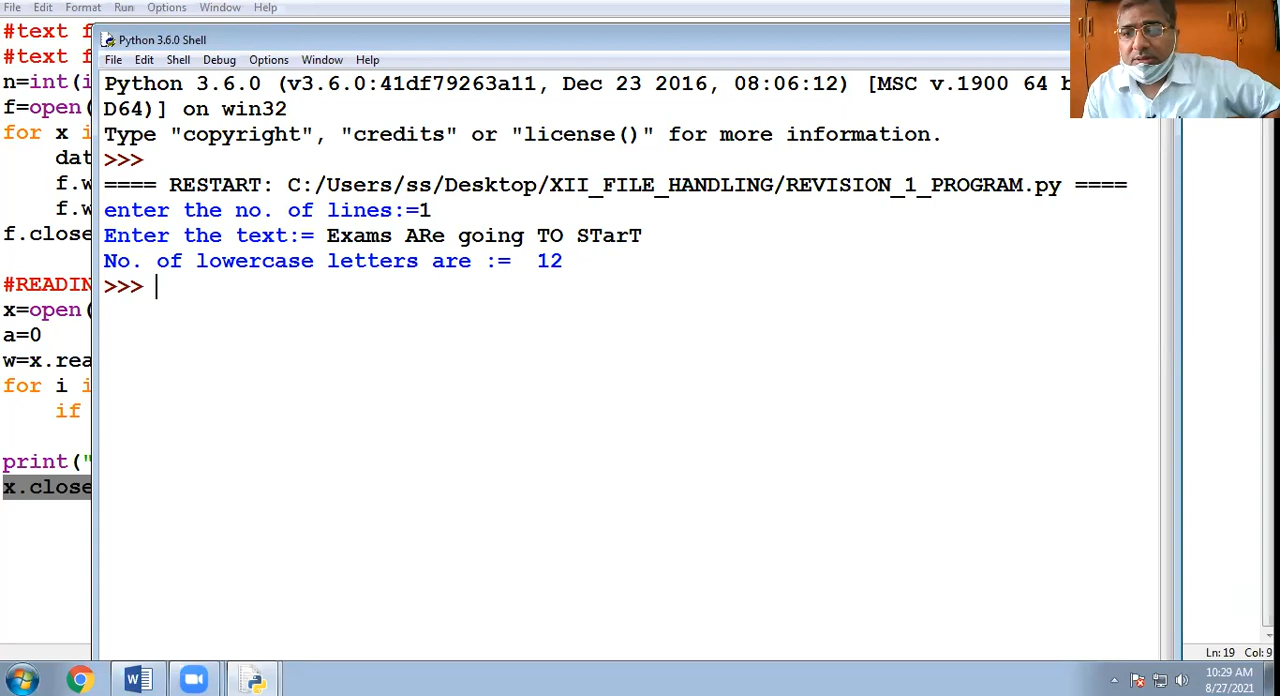 File Edit Format Run Options Window Help
#text f
#text f
n=int(i
f=open(
for x i
dat
f.w
f.w
f.close
#READIN
x=open(
a=0
w=x.rea
for i i
if
print("
x.close
Python 3.6.0 Shell
File Edit Shell Debug Options Window Help
Python 3.6.0 (v3.6.0:41df79263a11, Dec 23 2016, 08:06:12) [MSC v.1900 64 b
D64)] on win32
Type "copyright", "credits" or "license()" for more information.
>>>
==== RESTART: C:/Users/ss/Desktop/XII_FILE_HANDLING/REVISION_1_PROGRAM.py ====
enter the no. of lines:=1
Enter the text:= Exams ARe going TO STarT
No. of lowercase letters are := 12
>>>
Ln: 19 Col: 9
W
10:29 AM
8/27/2021